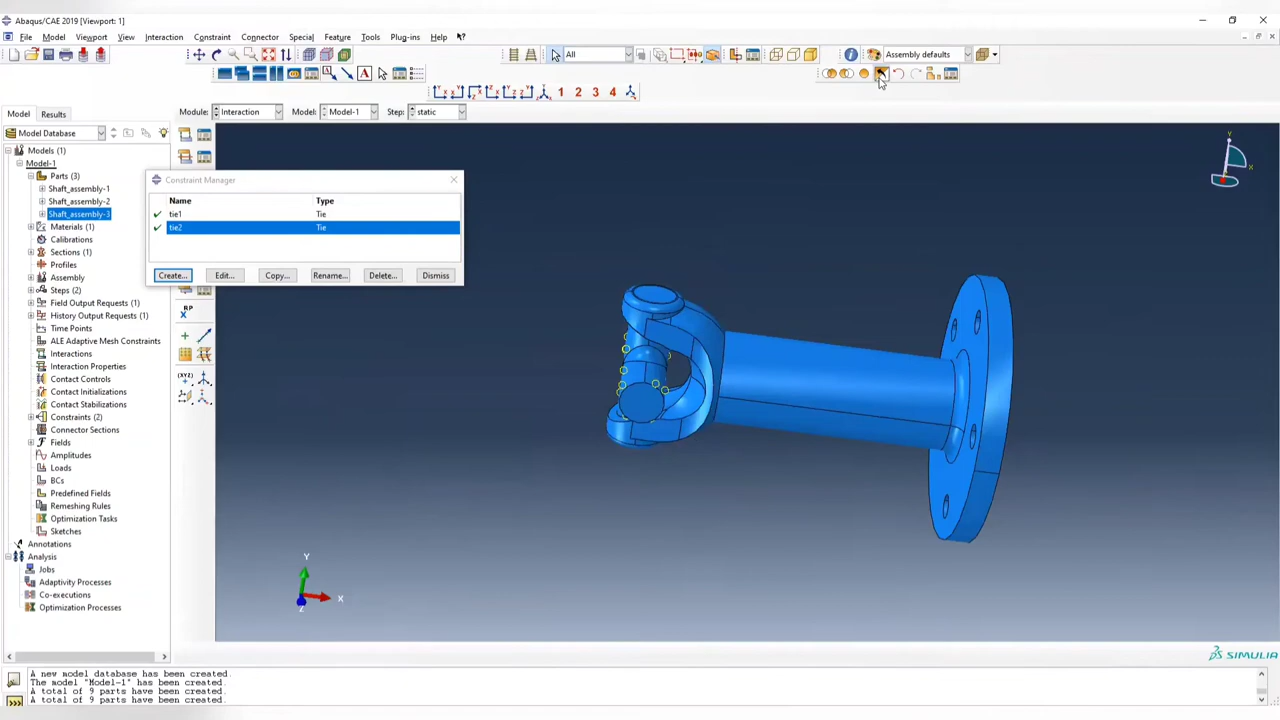 Abaqus/CAE 2019 [Viewport: 1]
File Model Viewport View Interaction Constraint Connector Special Feature Tools Plug-ins Help
All
Assembly defaults
1 2 3 4
Model Results
Module: Interaction Model: Model-1 Step: static
Model Database
Models (1)
Model-1
Parts (3)
Shaft_assembly-1
Shaft_assembly-2
Shaft_assembly-3
Materials (1)
Calibrations
Sections (1)
Profiles
Assembly
Steps (2)
Field Output Requests (1)
History Output Requests (1)
Time Points
ALE Adaptive Mesh Constraints
Interactions
Interaction Properties
Contact Controls
Contact Initializations
Contact Stabilizations
Constraints (2)
Connector Sections
Fields
Amplitudes
Loads
BCs
Predefined Fields
Remeshing Rules
Optimization Tasks
Sketches
Annotations
Analysis
Jobs
Adaptivity Processes
Co-executions
Optimization Processes
Constraint Manager
Name Type
tie1 Tie
tie2 Tie
Create... Edit... Copy... Rename... Delete... Dismiss
RP
(XYZ)
Y
X
Y
X
Z
SIMULIA
A new model database has been created.
The model "Model-1" has been created.
A total of 9 parts have been created.
A total of 9 parts have been created.